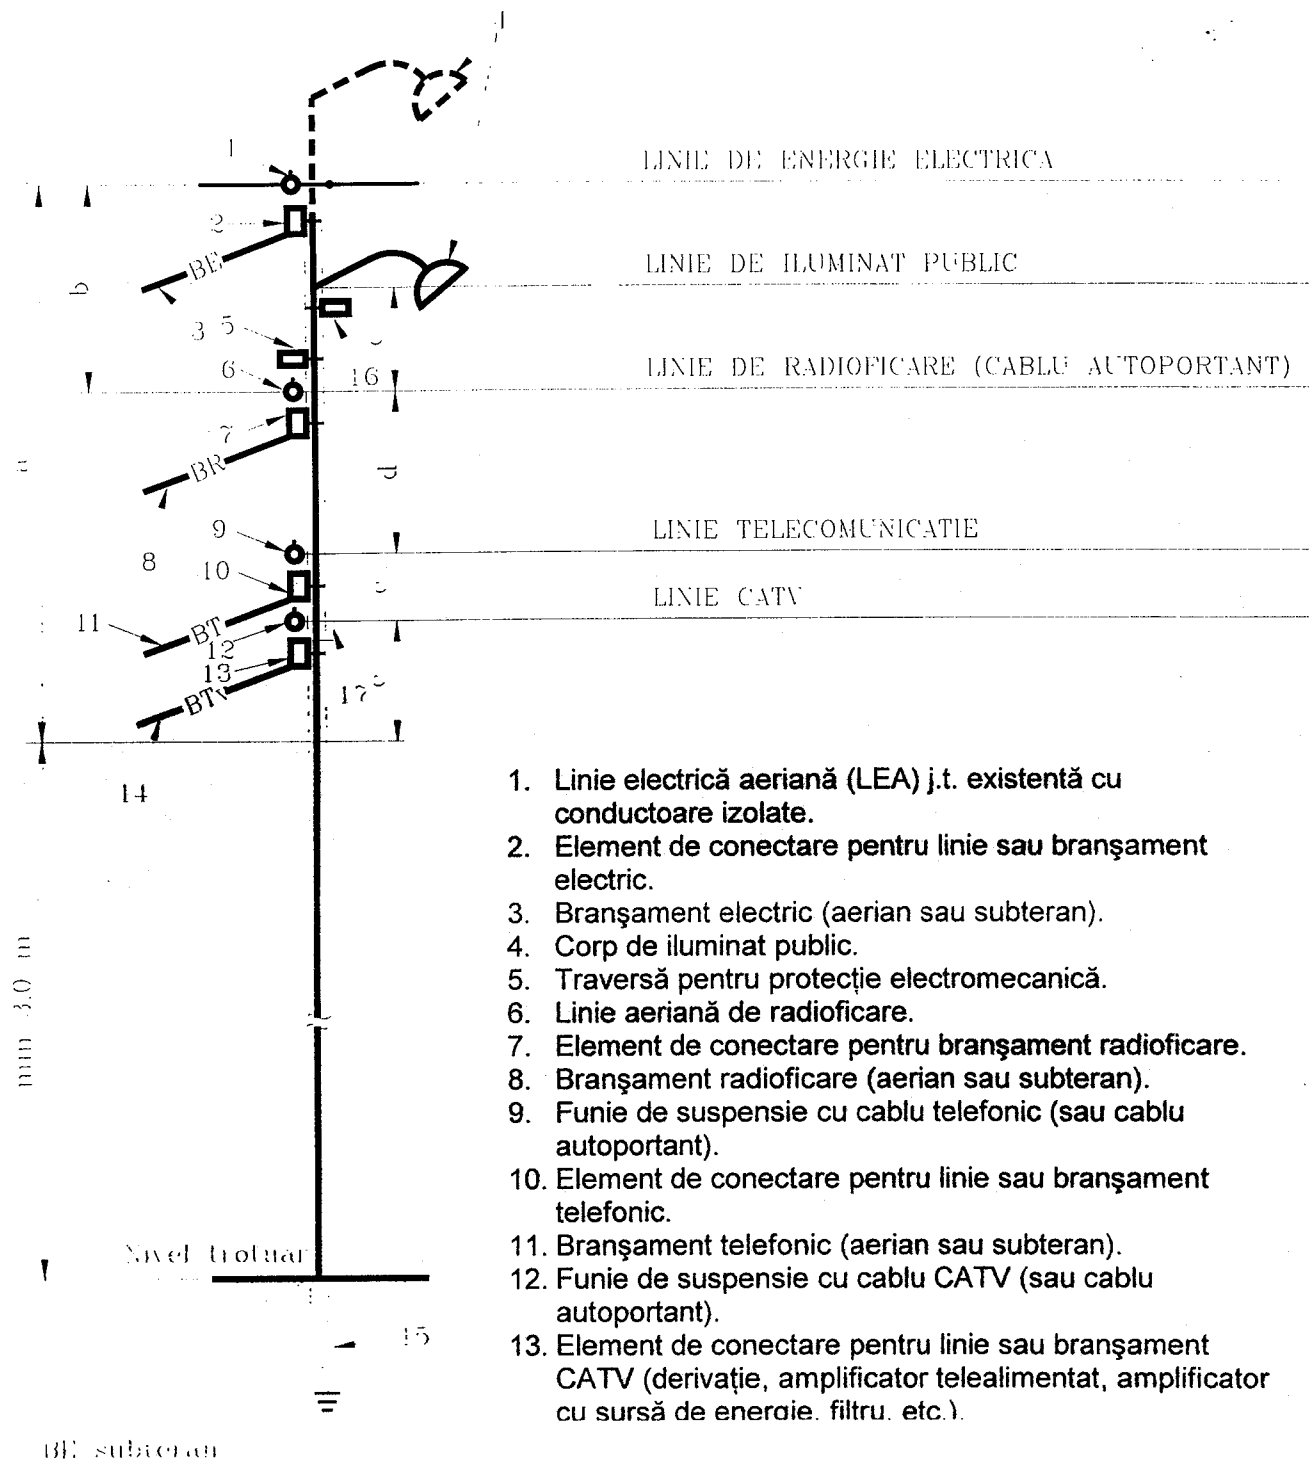 1
LINIE DE ENERGIE ELECTRICA
2
BE
LINIE DE ILUMINAT PUBLIC
b
3 5
6
16
LINIE DE RADIOFICARE (CABLU AUTOPORTANT)
7
BR
d
9
LINIE TELECOMUNICATIE
8
10
LINIE CATV
11
BT
12
13
BTV
17
14
1. Linie electrică aeriană (LEA) j.t. existentă cu
conductoare izolate.
2. Element de conectare pentru linie sau branşament
electric.
3. Branşament electric (aerian sau subteran).
4. Corp de iluminat public.
5. Traversă pentru protecţie electromecanică.
6. Linie aeriană de radioficare.
7. Element de conectare pentru branşament radioficare.
8. Branşament radioficare (aerian sau subteran).
9. Funie de suspensie cu cablu telefonic (sau cablu
autoportant).
10. Element de conectare pentru linie sau branşament
telefonic.
11. Branşament telefonic (aerian sau subteran).
12. Funie de suspensie cu cablu CATV (sau cablu
autoportant).
13. Element de conectare pentru linie sau branşament
CATV (derivaţie, amplificator telealimentat, amplificator
cu sursă de energie, filtru, etc.).
min 3.0 m
Nivel trotuar
15
BE subteran